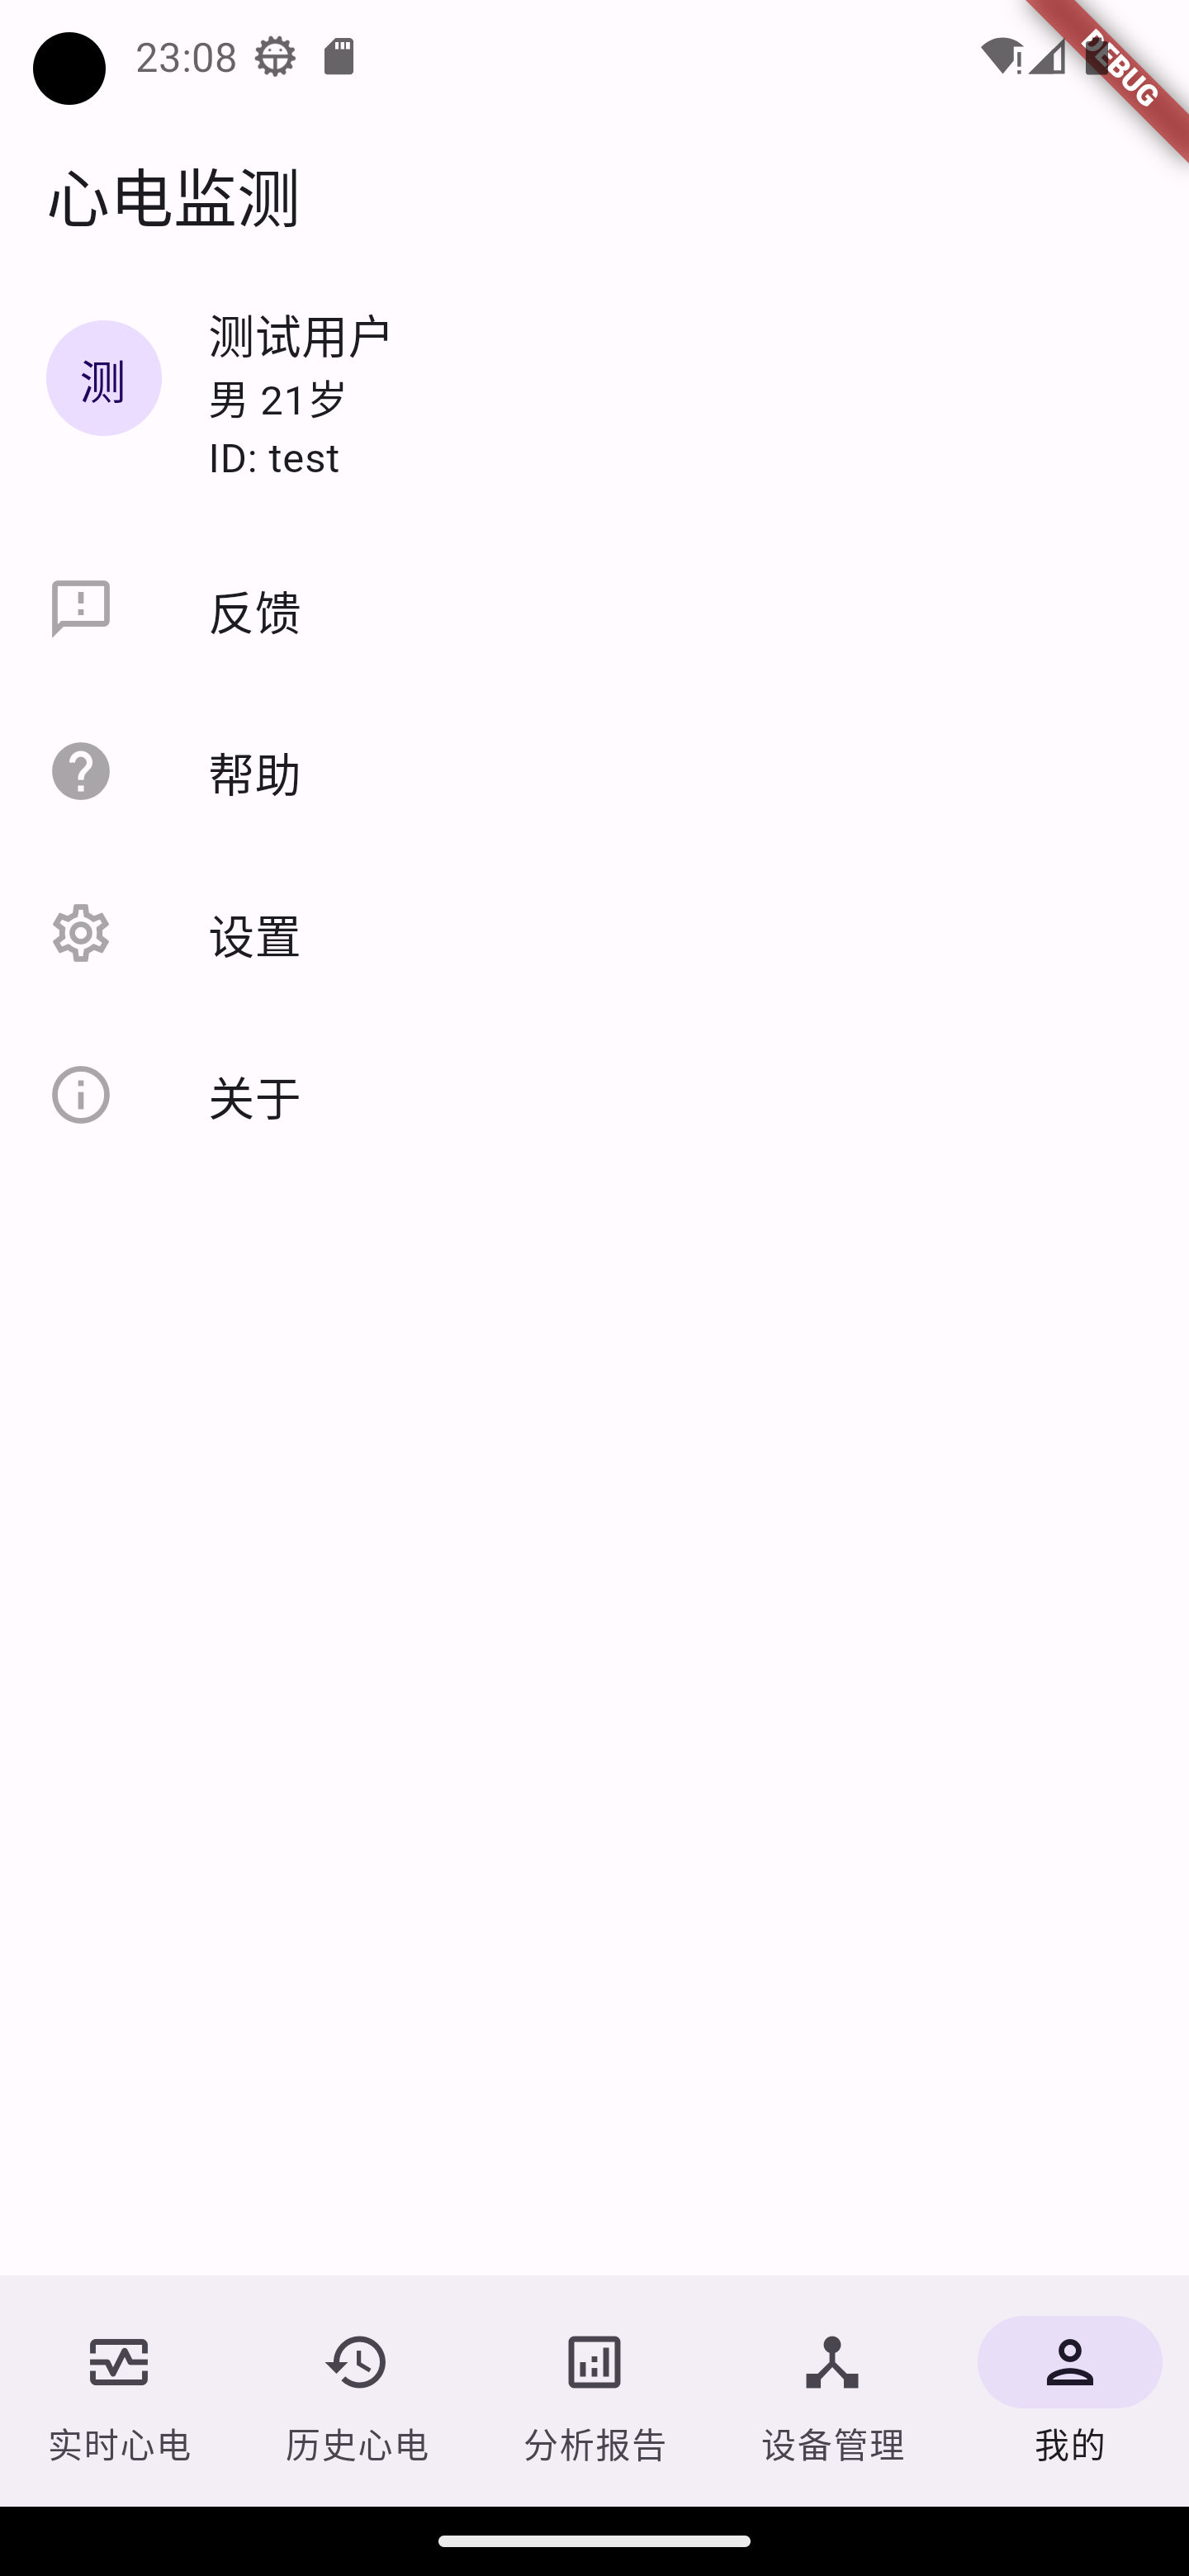 23:08
DEBUG
心电监测
测
测试用户
男 21岁
ID: test
反馈
帮助
设置
关于
实时心电
历史心电
分析报告
设备管理
我的